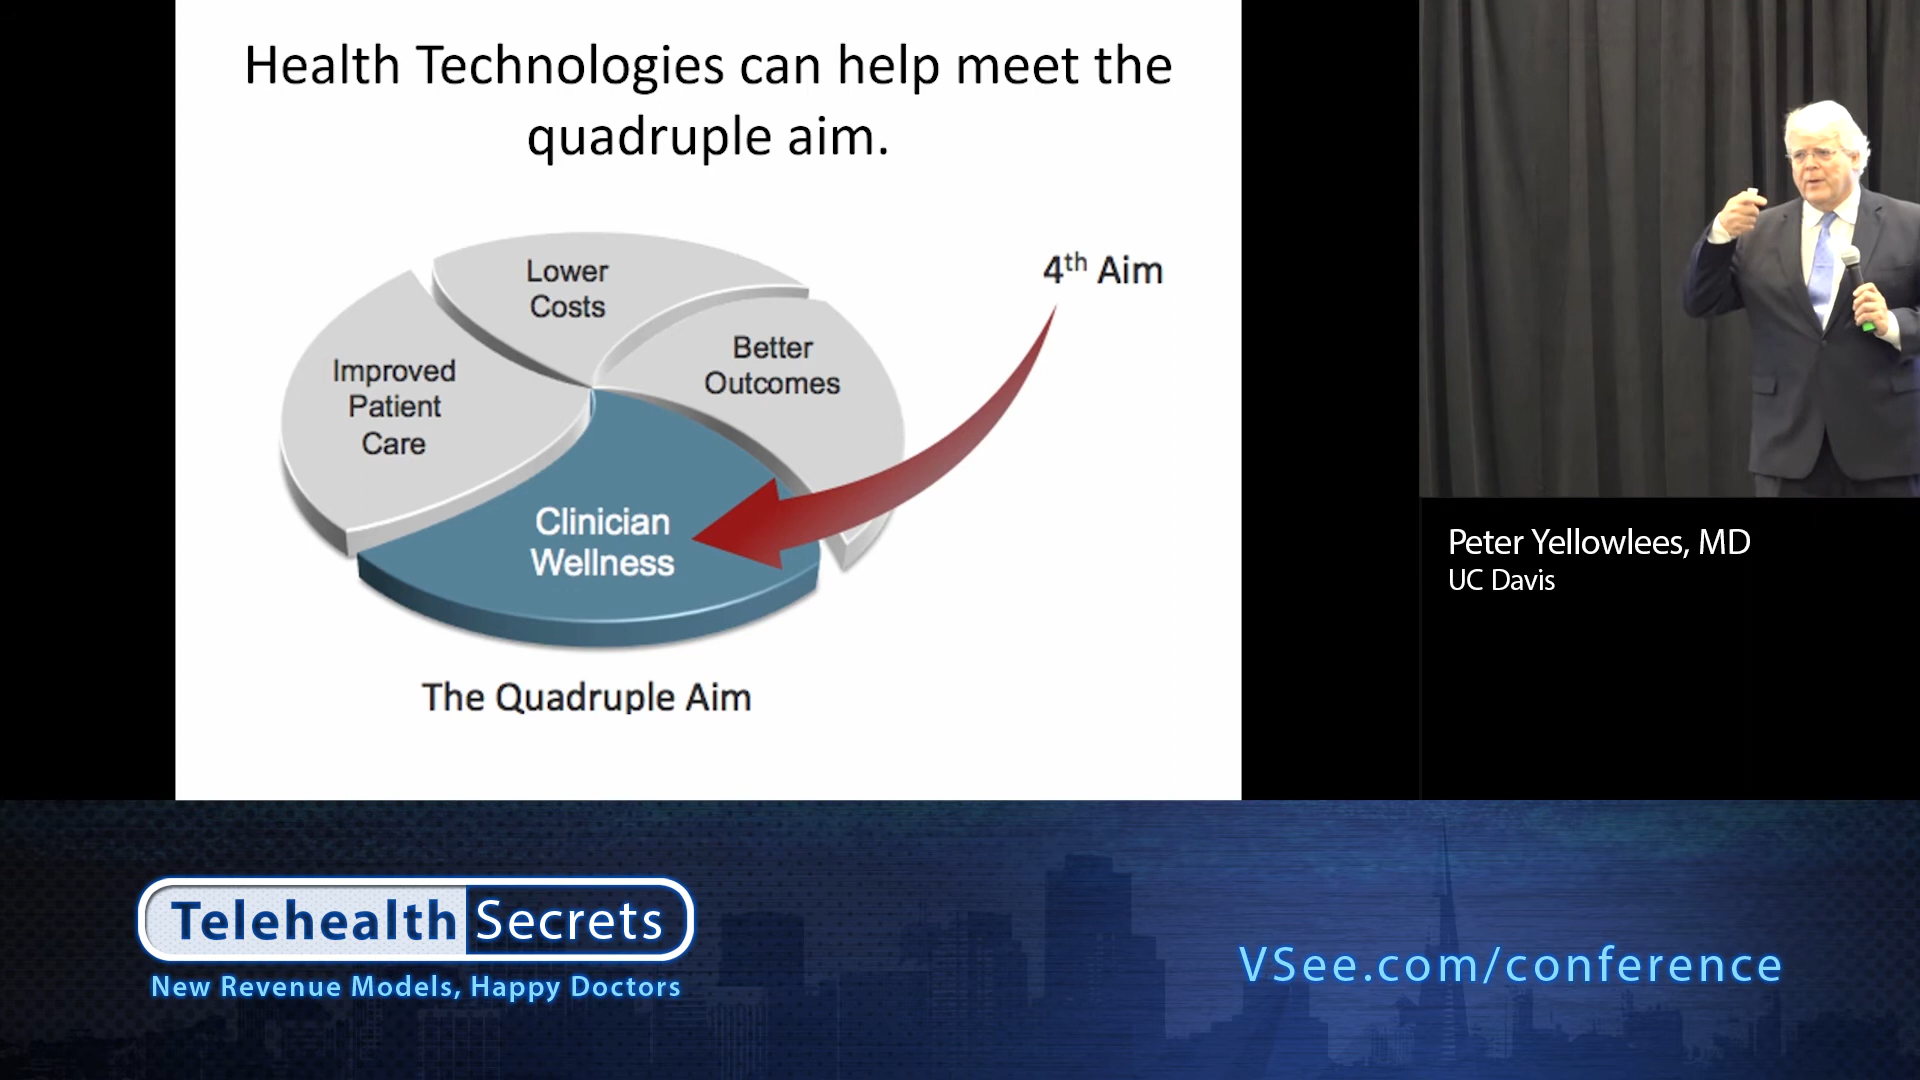 Health Technologies can help meet the
quadruple aim.
Lower
Costs
4th Aim
Better
Outcomes
Improved
Patient
Care
Clinician
Wellness
The Quadruple Aim
Peter Yellowlees, MD
UC Davis
Telehealth Secrets
New Revenue Models, Happy Doctors
VSee.com/conference